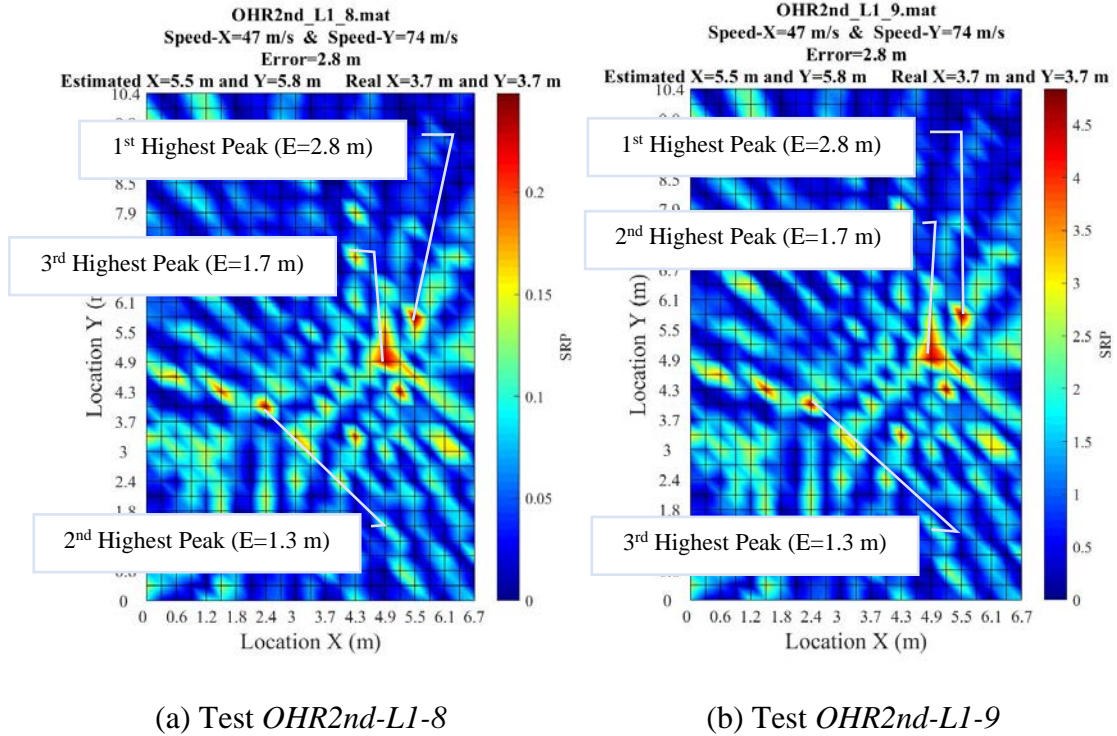 OHR2nd_L1_8.mat
Speed-X=47 m/s & Speed-Y=74 m/s
Error=2.8 m
Estimated X=5.5 m and Y=5.8 m Real X=3.7 m and Y=3.7 m
10.4
8.5
7.9
6.1
5.5
4.9
4.3
3.7
3
2.4
1.8
0
Location Y
1st Highest Peak (E=2.8 m)
3rd Highest Peak (E=1.7 m)
2nd Highest Peak (E=1.3 m)
0 0.6 1.2 1.8 2.4 3 3.7 4.3 4.9 5.5 6.1 6.7
Location X (m)
0.2
0.15
0.1
0.05
0
SRP
(a) Test OHR2nd-L1-8
OHR2nd_L1_9.mat
Speed-X=47 m/s & Speed-Y=74 m/s
Error=2.8 m
Estimated X=5.5 m and Y=5.8 m Real X=3.7 m and Y=3.7 m
10.4
8.5
7.9
6.7
6.1
5.5
4.9
4.3
3.7
3
2.4
1.8
0
Location Y (m)
1st Highest Peak (E=2.8 m)
2nd Highest Peak (E=1.7 m)
3rd Highest Peak (E=1.3 m)
0 0.6 1.2 1.8 2.4 3 3.7 4.3 4.9 5.5 6.1 6.7
Location X (m)
4.5
4
3.5
3
2.5
2
1.5
1
0.5
0
SRP
(b) Test OHR2nd-L1-9